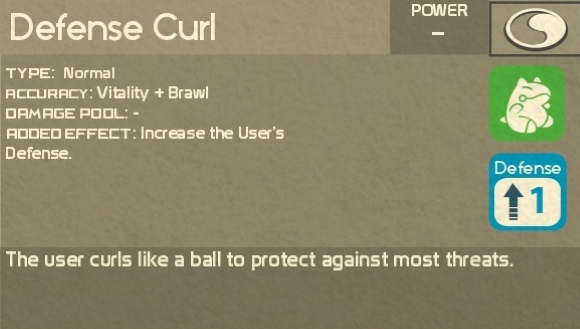 Defense Curl
POWER
–
TYPE: Normal
ACCURACY: Vitality + Brawl
DAMAGE POOL: -
ADDED EFFECT: Increase the User's
Defense.
Defense
1
The user curls like a ball to protect against most threats.